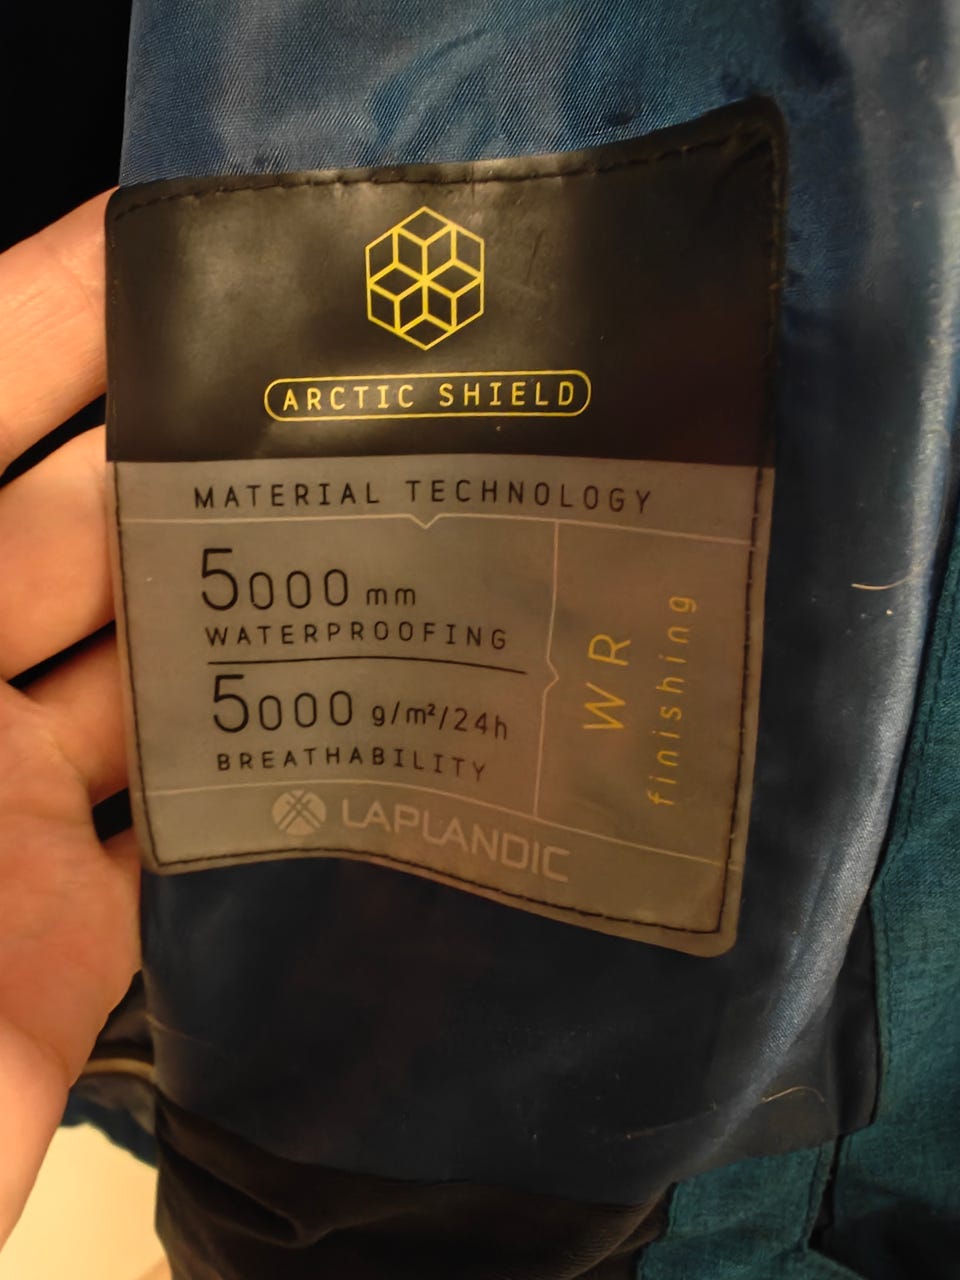 ARCTIC SHIELD
MATERIAL TECHNOLOGY
5000 mm
WATERPROOFING
5000 g/m²/24h
BREATHABILITY
WR
finishing
LAPLANDIC